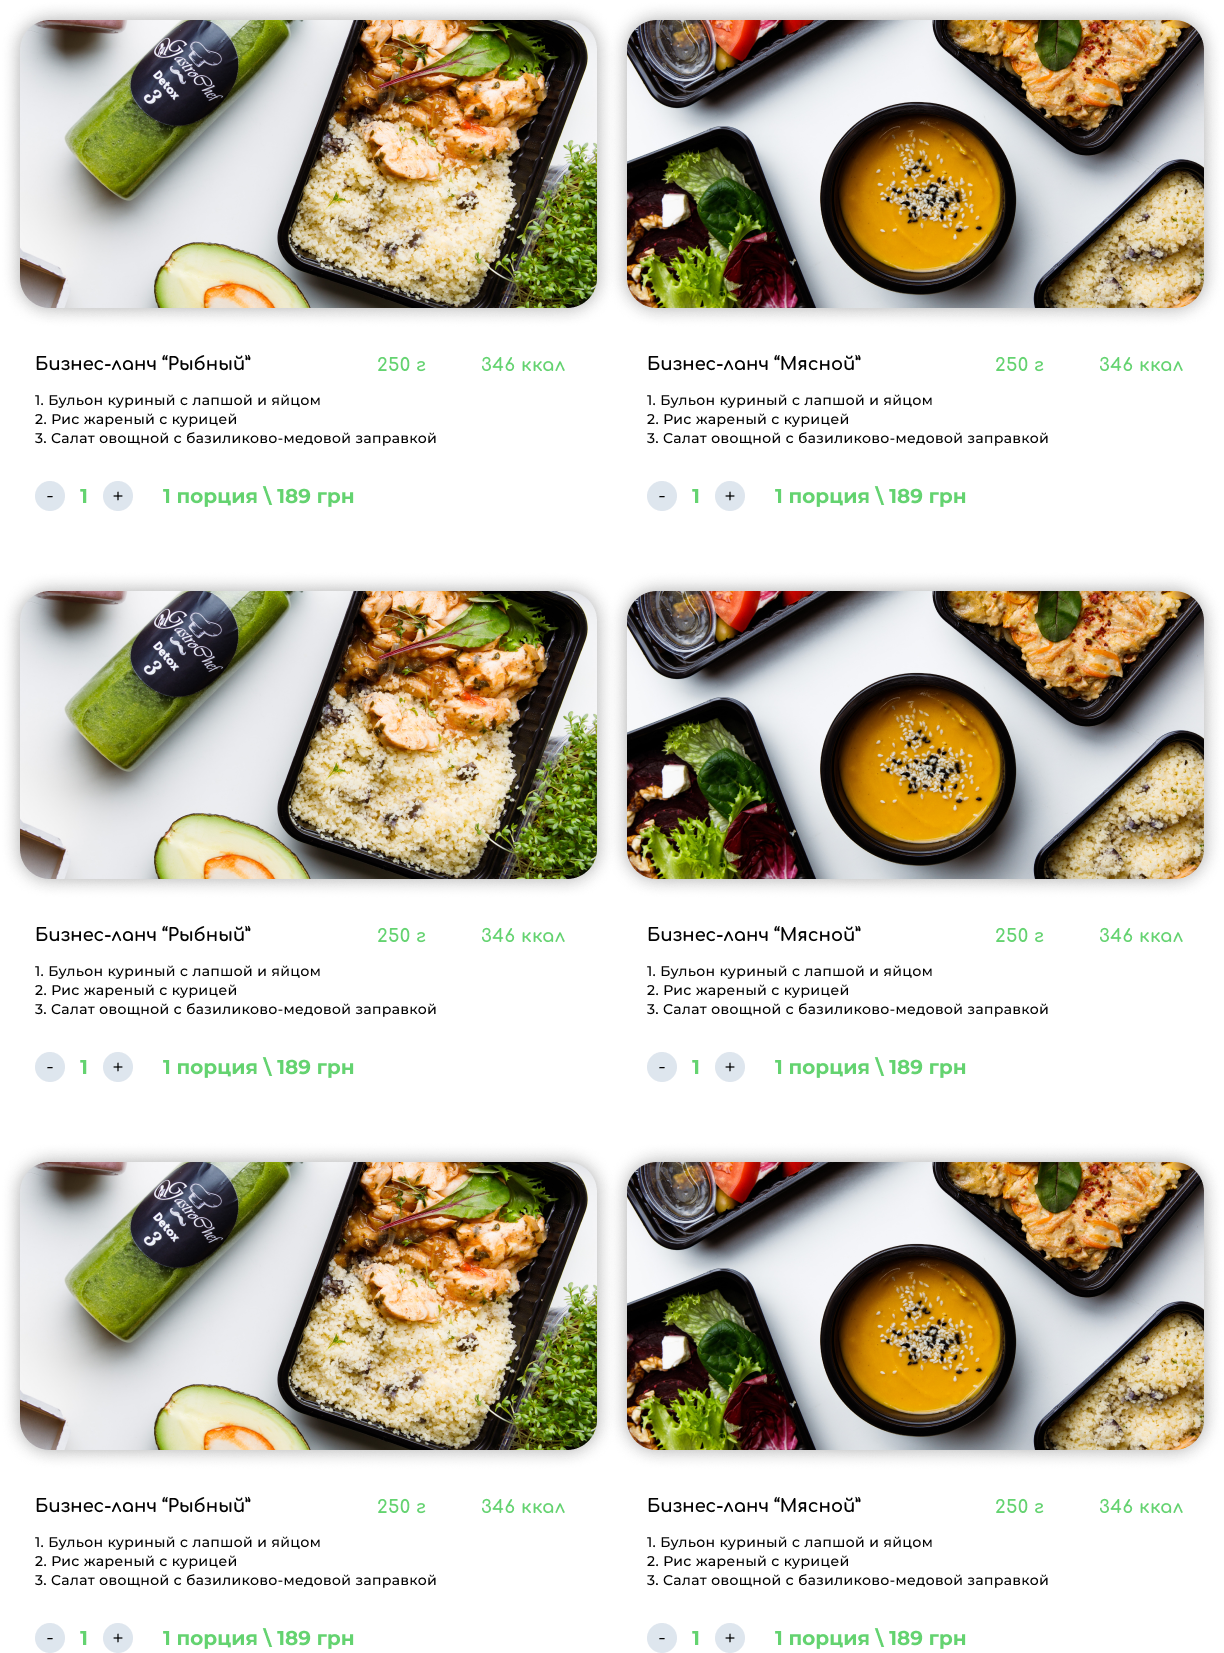 GastroChef
Detox
3
Бизнес-ланч “Рыбный” 250 г 346 ккал
1. Бульон куриный с лапшой и яйцом
2. Рис жареный с курицей
3. Салат овощной с базиликово-медовой заправкой
- 1 + 1 порция \ 189 грн
Бизнес-ланч “Мясной” 250 г 346 ккал
1. Бульон куриный с лапшой и яйцом
2. Рис жареный с курицей
3. Салат овощной с базиликово-медовой заправкой
- 1 + 1 порция \ 189 грн
GastroChef
Detox
3
Бизнес-ланч “Рыбный” 250 г 346 ккал
1. Бульон куриный с лапшой и яйцом
2. Рис жареный с курицей
3. Салат овощной с базиликово-медовой заправкой
- 1 + 1 порция \ 189 грн
Бизнес-ланч “Мясной” 250 г 346 ккал
1. Бульон куриный с лапшой и яйцом
2. Рис жареный с курицей
3. Салат овощной с базиликово-медовой заправкой
- 1 + 1 порция \ 189 грн
GastroChef
Detox
3
Бизнес-ланч “Рыбный” 250 г 346 ккал
1. Бульон куриный с лапшой и яйцом
2. Рис жареный с курицей
3. Салат овощной с базиликово-медовой заправкой
- 1 + 1 порция \ 189 грн
Бизнес-ланч “Мясной” 250 г 346 ккал
1. Бульон куриный с лапшой и яйцом
2. Рис жареный с курицей
3. Салат овощной с базиликово-медовой заправкой
- 1 + 1 порция \ 189 грн